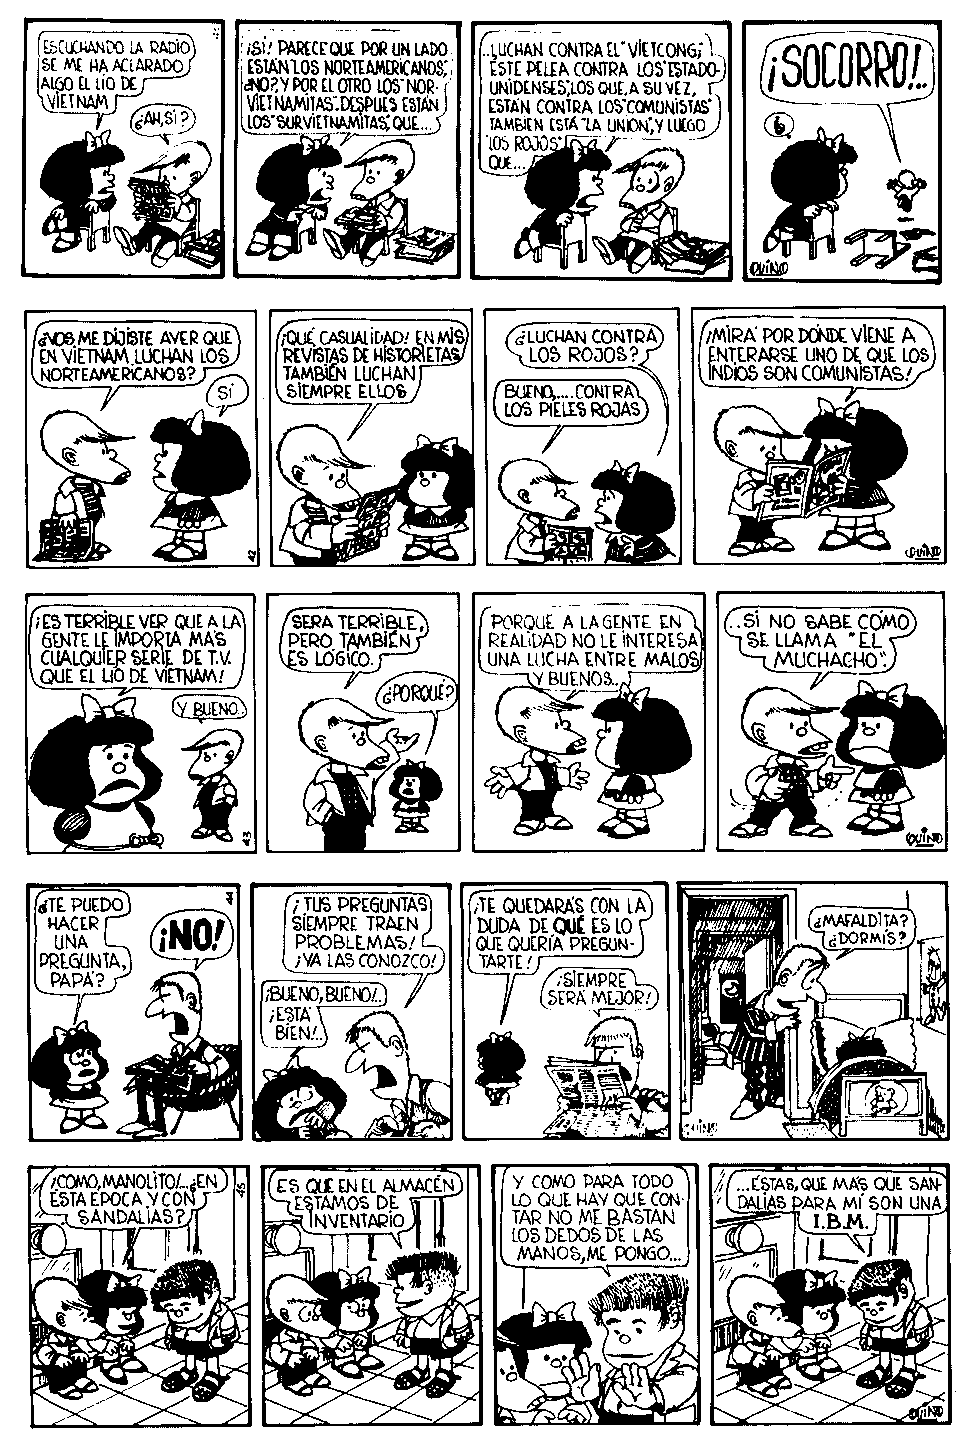 ESCUCHANDO LA RADIO
SE ME HA ACLARADO
ALGO EL LÍO DE
VIETNAM
¿AH, SÍ?
¡SÍ! PARECE QUE POR UN LADO
ESTÁN LOS NORTEAMERICANOS,
¿NO? Y POR EL OTRO LOS "NOR-
VIETNAMITAS". DESPUÉS ESTÁN
LOS "SURVIETNAMITAS", QUE...
...LUCHAN CONTRA EL "VIETCONG",
ÉSTE PELEA CONTRA LOS "ESTADO-
UNIDENSES", LOS QUE, A SU VEZ,
ESTÁN CONTRA LOS "COMUNISTAS"
TAMBIÉN ESTÁ "LA UNIÓN", Y LUEGO
"LOS ROJOS"
QUE...
¡SOCORRO!..
QUINO
¿VOS ME DIJISTE AYER QUE
EN VIETNAM LUCHAN LOS
NORTEAMERICANOS?
SÍ
42
¡QUÉ CASUALIDAD! EN MIS
REVISTAS DE HISTORIETAS
TAMBIÉN LUCHAN
SIEMPRE ELLOS
¿LUCHAN CONTRA
LOS ROJOS?
BUENO,.... CONTRA
LOS PIELES ROJAS
¡MIRÁ POR DÓNDE VIENE A
ENTERARSE UNO DE QUE LOS
INDIOS SON COMUNISTAS!
QUINO
¡ES TERRIBLE VER QUE A LA
GENTE LE IMPORTA MÁS
CUALQUIER SERIE DE T.V.
QUE EL LÍO DE VIETNAM!
Y BUENO.
43
SERÁ TERRIBLE,
PERO TAMBIÉN
ES LÓGICO.
¿PORQUÉ?
PORQUE A LA GENTE EN
REALIDAD NO LE INTERESA
UNA LUCHA ENTRE MALOS
Y BUENOS...
...SI NO SABE CÓMO
SE LLAMA "EL
MUCHACHO".
QUINO
¿TE PUEDO
HACER
UNA
PREGUNTA,
PAPÁ?
¡NO!
44
¡TUS PREGUNTAS
SIEMPRE TRAEN
PROBLEMAS!
¡YA LAS CONOZCO!
¡BUENO, BUENO!..
¡ESTÁ
BIEN!..
¡TE QUEDARÁS CON LA
DUDA DE QUÉ ES LO
QUE QUERÍA PREGUN-
TARTE!
¡SIEMPRE
SERÁ MEJOR!
¿MAFALDITA?
¿DORMÍS?
QUINO
¡CÓMO, MANOLITO!...¿EN
ESTA ÉPOCA Y CON
SANDALIAS?
45
ES QUE EN EL ALMACÉN
ESTAMOS DE
INVENTARIO
Y COMO PARA TODO
LO QUE HAY QUE CON-
TAR NO ME BASTAN
LOS DEDOS DE LAS
MANOS, ME PONGO...
...ÉSTAS, QUE MÁS QUE SAN-
DALIAS PARA MÍ SON UNA
I.B.M.
QUINO